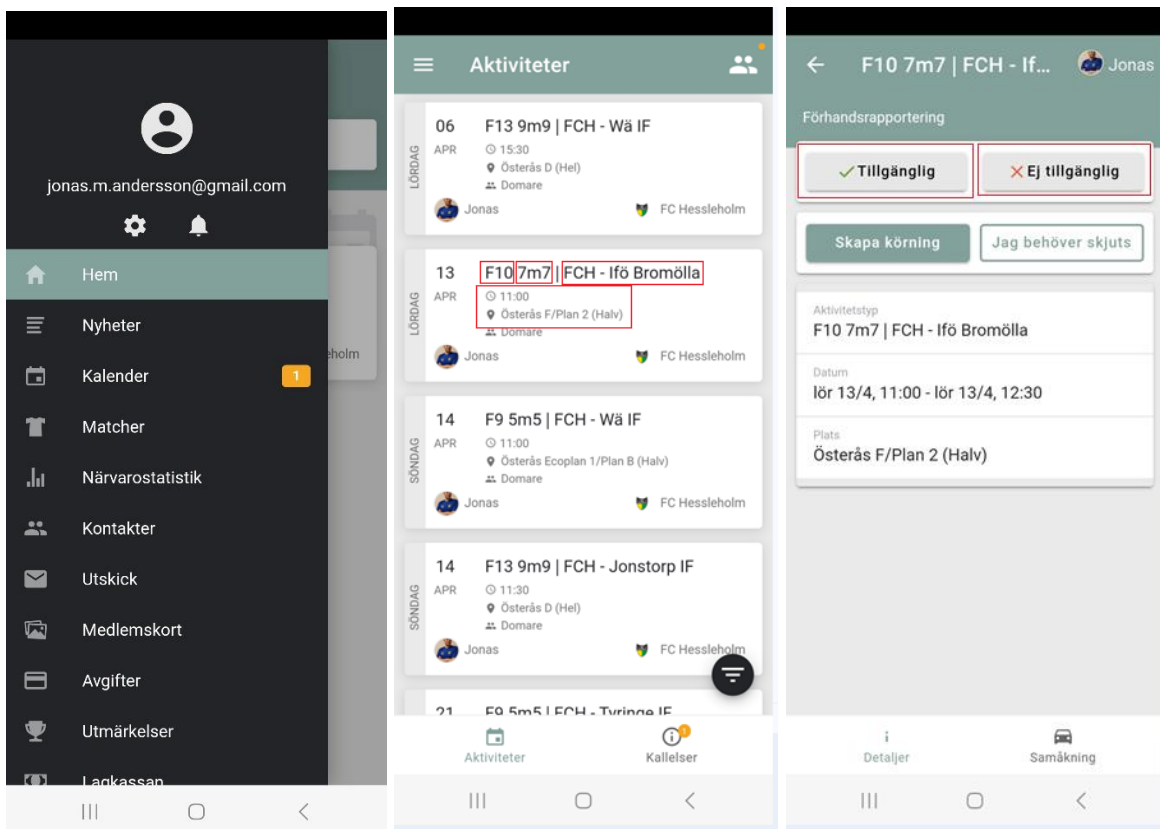 jonas.m.andersson@gmail.com
Hem
Nyheter
Kalender
1
Matcher
Närvarostatistik
Kontakter
Utskick
Medlemskort
Avgifter
Utmärkelser
Lagkassan
eholm
Aktiviteter
LÖRDAG
06
APR
F13 9m9 | FCH - Wä IF
15:30
Österås D (Hel)
Domare
Jonas
FC Hessleholm
LÖRDAG
13
APR
F10 7m7 | FCH - Ifö Bromölla
11:00
Österås F/Plan 2 (Halv)
Domare
Jonas
FC Hessleholm
SÖNDAG
14
APR
F9 5m5 | FCH - Wä IF
11:00
Österås Ecoplan 1/Plan B (Halv)
Domare
Jonas
FC Hessleholm
SÖNDAG
14
APR
F13 9m9 | FCH - Jonstorp IF
11:30
Österås D (Hel)
Domare
Jonas
FC Hessleholm
21
F9 5m5 | FCH - Tyringe IF
Aktiviteter
1
Kallelser
F10 7m7 | FCH - If...
Jonas
Förhandsrapportering
Tillgänglig
Ej tillgänglig
Skapa körning
Jag behöver skjuts
Aktivitetstyp
F10 7m7 | FCH - Ifö Bromölla
Datum
lör 13/4, 11:00 - lör 13/4, 12:30
Plats
Österås F/Plan 2 (Halv)
Detaljer
Samåkning